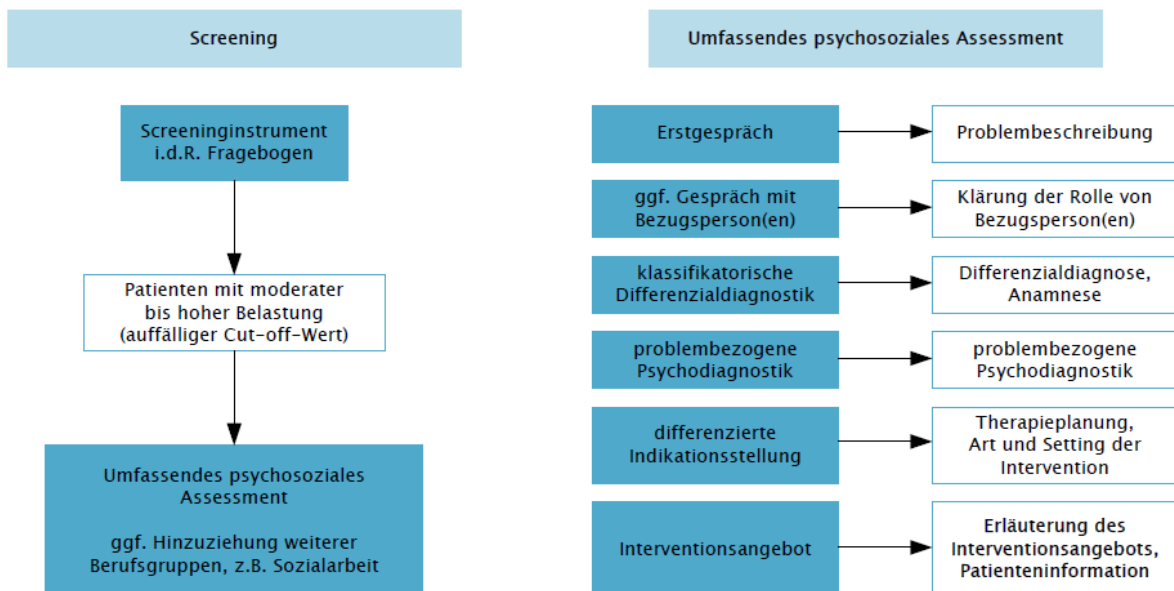 Screening
Screeninginstrument
i.d.R. Fragebogen
Patienten mit moderater
bis hoher Belastung
(auffälliger Cut-off-Wert)
Umfassendes psychosoziales
Assessment
ggf. Hinzuziehung weiterer
Berufsgruppen, z.B. Sozialarbeit
Umfassendes psychosoziales Assessment
Erstgespräch
Problembeschreibung
ggf. Gespräch mit
Bezugsperson(en)
Klärung der Rolle von
Bezugsperson(en)
klassifikatorische
Differenzialdiagnostik
Differenzialdiagnose,
Anamnese
problembezogene
Psychodiagnostik
problembezogene
Psychodiagnostik
differenzierte
Indikationsstellung
Therapieplanung,
Art und Setting der
Intervention
Interventionsangebot
Erläuterung des
Interventionsangebots,
Patienteninformation